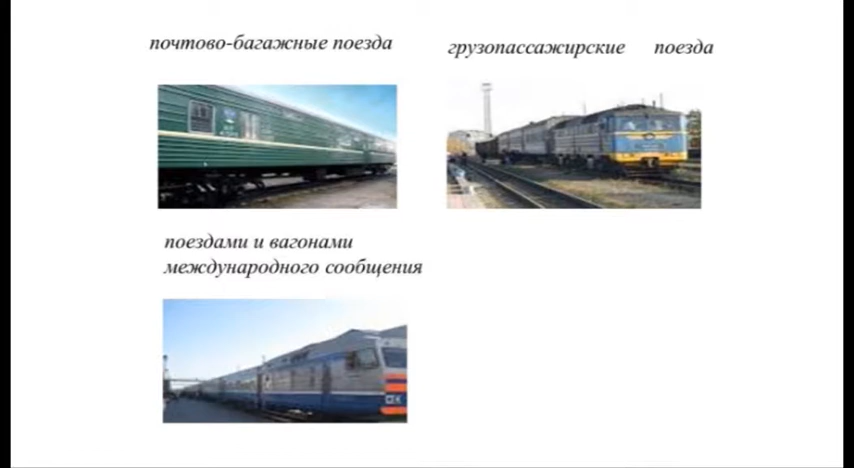 почтово-багажные поезда
грузопассажирские поезда
поездами и вагонами
международного сообщения